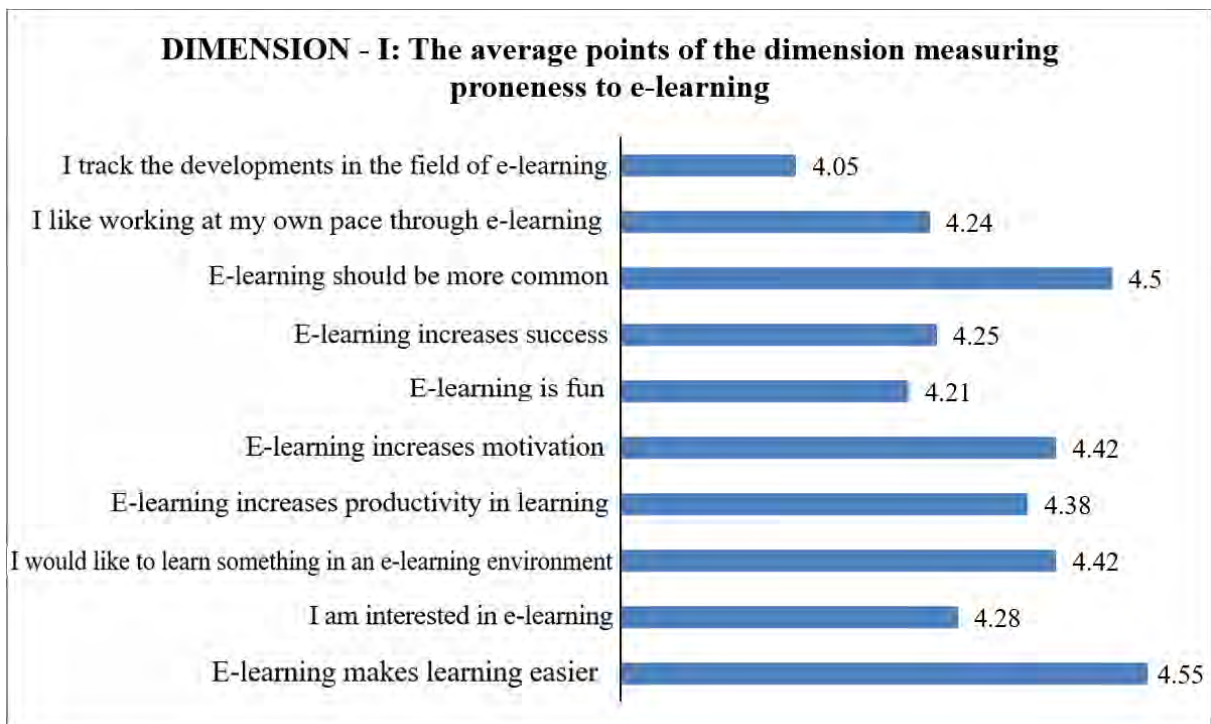 DIMENSION - I: The average points of the dimension measuring
proneness to e-learning
I track the developments in the field of e-learning 4.05
I like working at my own pace through e-learning 4.24
E-learning should be more common 4.5
E-learning increases success 4.25
E-learning is fun 4.21
E-learning increases motivation 4.42
E-learning increases productivity in learning 4.38
I would like to learn something in an e-learning environment 4.42
I am interested in e-learning 4.28
E-learning makes learning easier 4.55